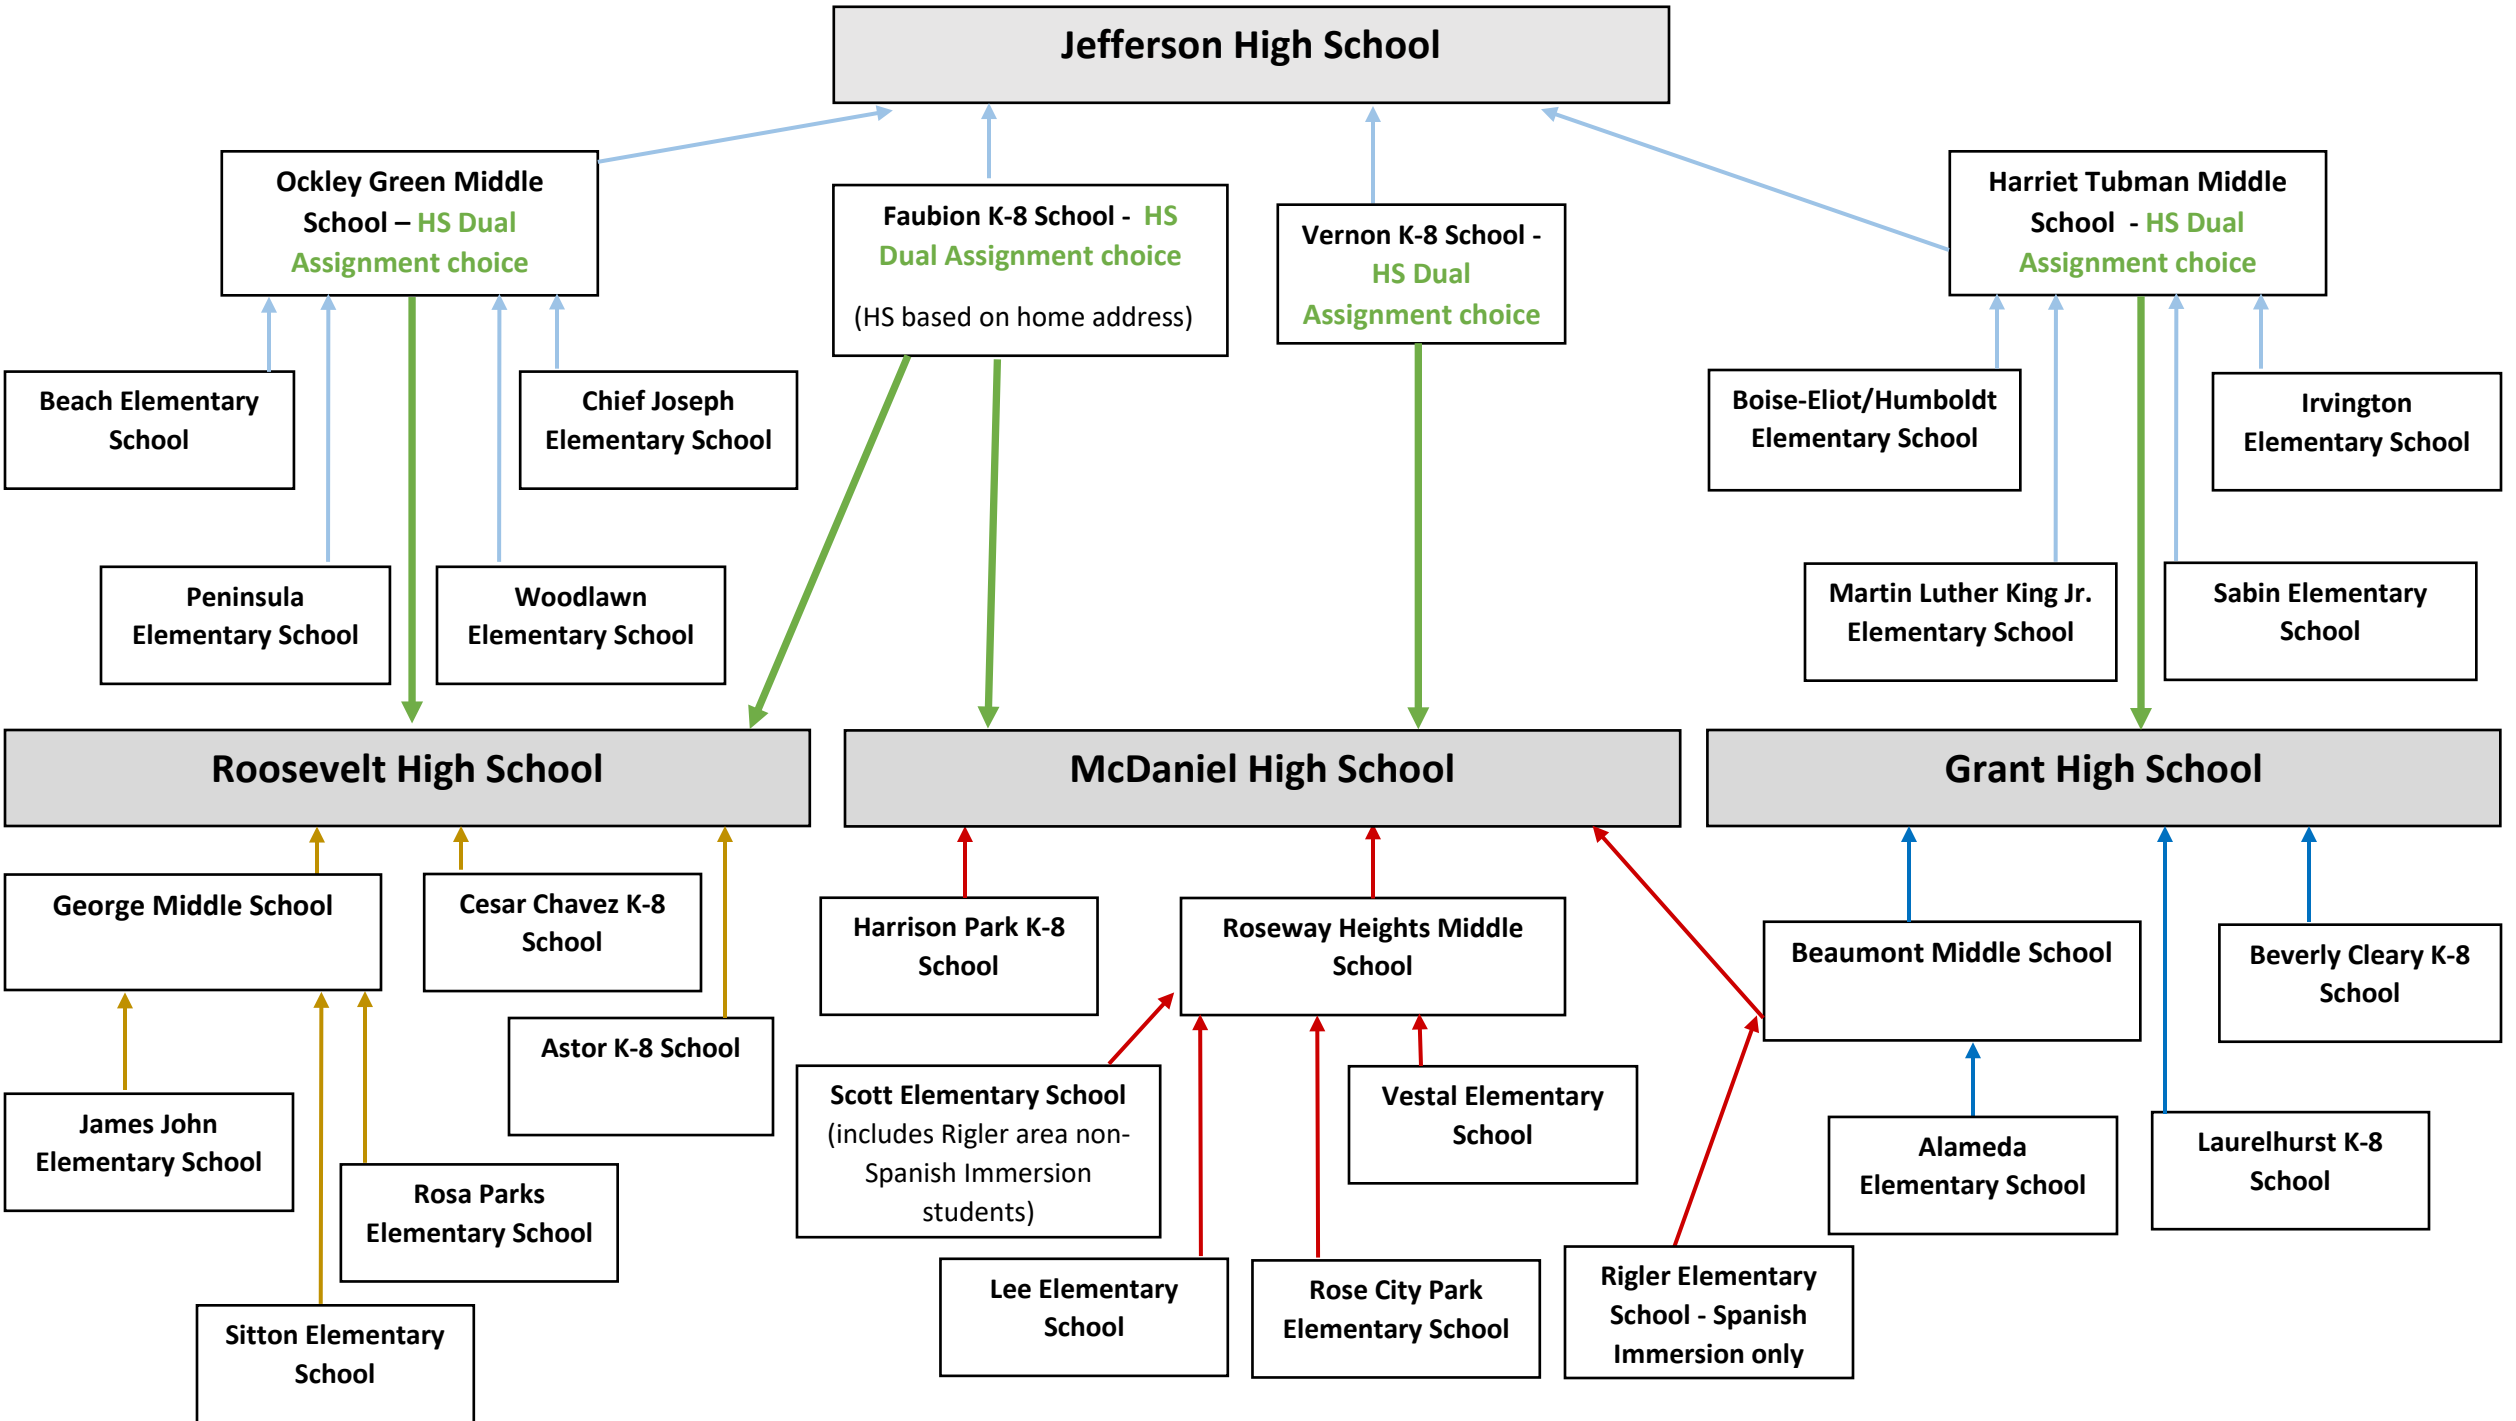 Jefferson High School
Ockley Green Middle
School – HS Dual
Assignment choice
Faubion K-8 School -  HS
Dual Assignment choice
(HS based on home address)
Vernon K-8 School -
HS Dual
Assignment choice
Harriet Tubman Middle
School  - HS Dual
Assignment choice
Beach Elementary
School
Chief Joseph
Elementary School
Boise-Eliot/Humboldt
Elementary School
Irvington
Elementary School
Peninsula
Elementary School
Woodlawn
Elementary School
Martin Luther King Jr.
Elementary School
Sabin Elementary
School
Roosevelt High School
McDaniel High School
Grant High School
George Middle School
Cesar Chavez K-8
School
Harrison Park K-8
School
Roseway Heights Middle
School
Beaumont Middle School
Beverly Cleary K-8
School
Astor K-8 School
James John
Elementary School
Scott Elementary School
(includes Rigler area non-
Spanish Immersion
students)
Vestal Elementary
School
Alameda
Elementary School
Laurelhurst K-8
School
Rosa Parks
Elementary School
Lee Elementary
School
Rose City Park
Elementary School
Rigler Elementary
School - Spanish
Immersion only
Sitton Elementary
School